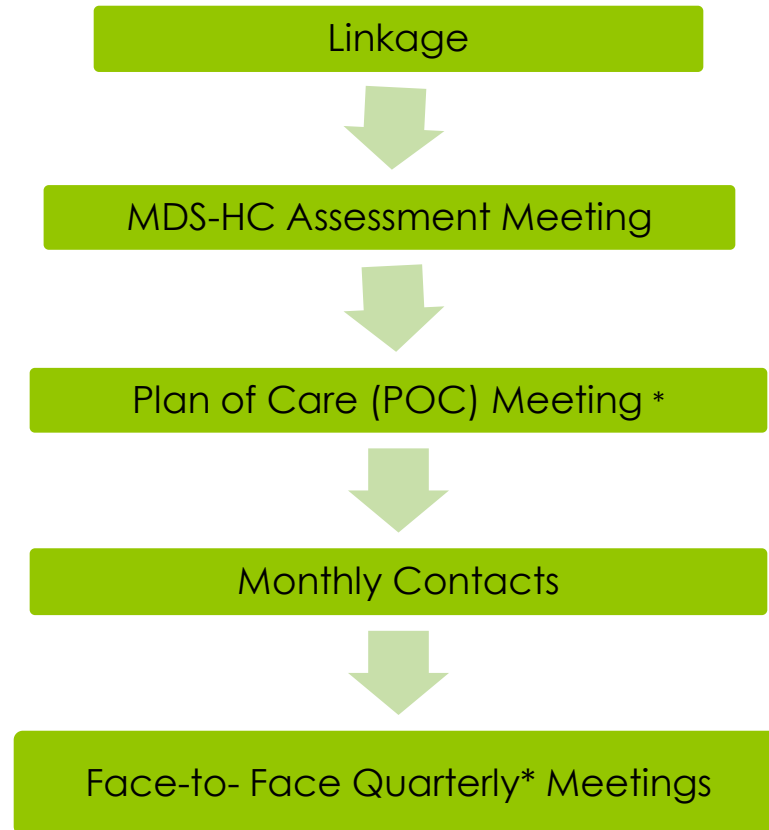 Linkage
MDS-HC Assessment Meeting
Plan of Care (POC) Meeting *
Monthly Contacts
Face-to- Face Quarterly* Meetings